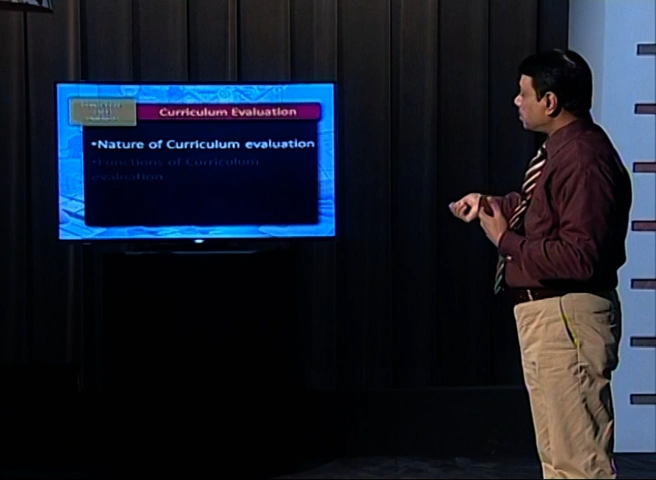 Curriculum Evaluation
•Nature of Curriculum evaluation
•Functions of Curriculum
evaluation